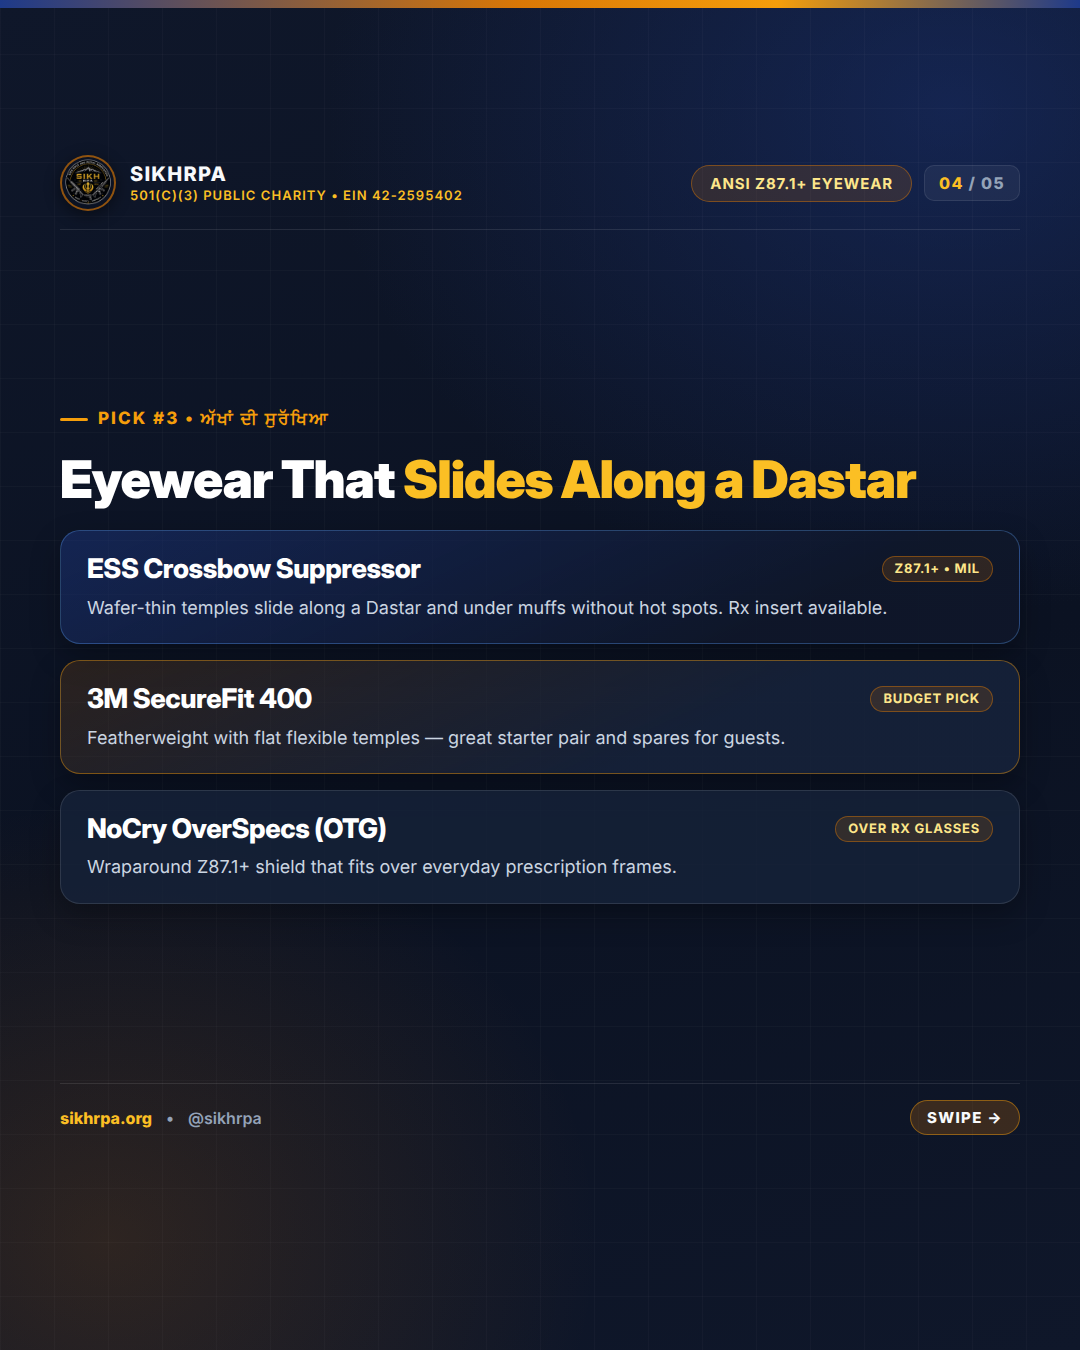 SIKH
SIKHRPA
501(C)(3) PUBLIC CHARITY • EIN 42-2595402
ANSI Z87.1+ EYEWEAR
04 / 05
PICK #3 • ਅੱਖਾਂ ਦੀ ਸੁਰੱਖਿਆ
Eyewear That Slides Along a Dastar
ESS Crossbow Suppressor
Z87.1+ • MIL
Wafer-thin temples slide along a Dastar and under muffs without hot spots. Rx insert available.
3M SecureFit 400
BUDGET PICK
Featherweight with flat flexible temples — great starter pair and spares for guests.
NoCry OverSpecs (OTG)
OVER RX GLASSES
Wraparound Z87.1+ shield that fits over everyday prescription frames.
sikhrpa.org • @sikhrpa
SWIPE →